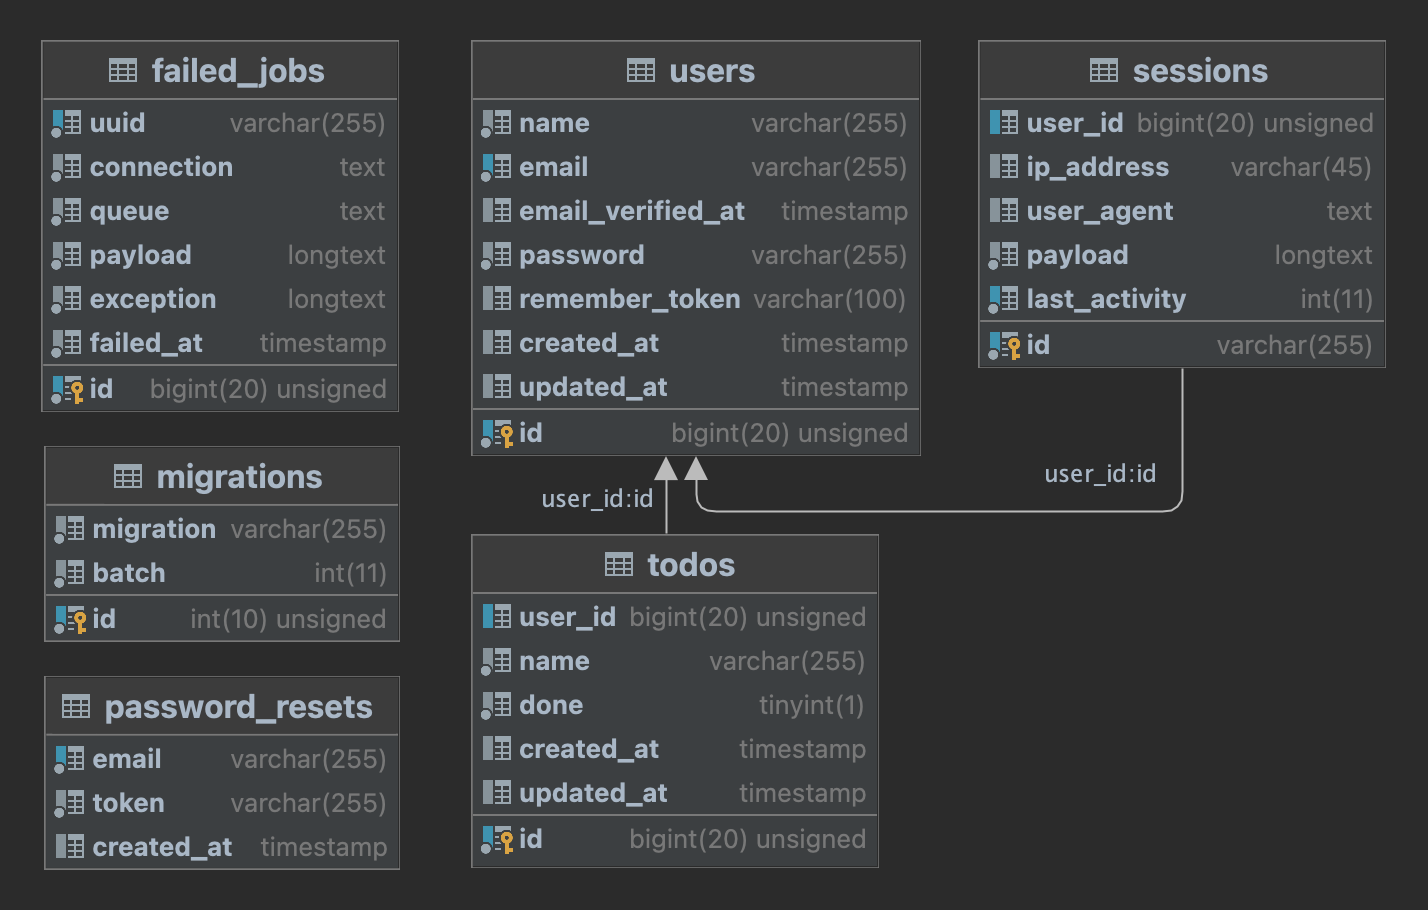 failed_jobs
uuid varchar(255)
connection text
queue text
payload longtext
exception longtext
failed_at timestamp
id bigint(20) unsigned
migrations
migration varchar(255)
batch int(11)
id int(10) unsigned
password_resets
email varchar(255)
token varchar(255)
created_at timestamp
users
name varchar(255)
email varchar(255)
email_verified_at timestamp
password varchar(255)
remember_token varchar(100)
created_at timestamp
updated_at timestamp
id bigint(20) unsigned
user_id:id
todos
user_id bigint(20) unsigned
name varchar(255)
done tinyint(1)
created_at timestamp
updated_at timestamp
id bigint(20) unsigned
sessions
user_id bigint(20) unsigned
ip_address varchar(45)
user_agent text
payload longtext
last_activity int(11)
id varchar(255)
user_id:id